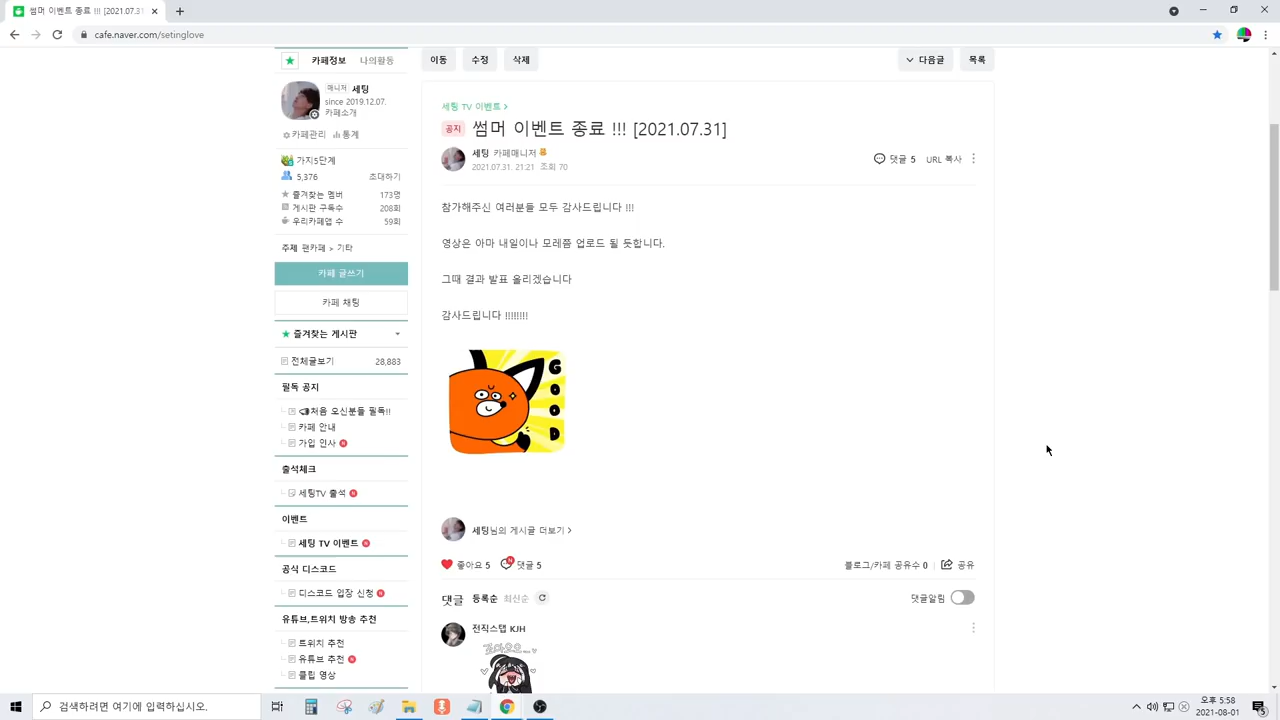 썸머 이벤트 종료 !!! [2021.07.31]
cafe.naver.com/setinglove
카페정보 나의활동
이동 수정 삭제
다음글 목록
매니저 세팅
since 2019.12.07.
카페소개
카페관리 통계
가지5단계
5,376 초대하기
즐겨찾는 멤버 173명
게시판 구독수 208회
우리카페앱 수 59회
주제 팬카페 > 기타
카페 글쓰기
카페 채팅
즐겨찾는 게시판
전체글보기 28,883
필독 공지
처음 오신분들 필독!!
카페 안내
가입 인사
출석체크
세팅TV 출석
이벤트
세팅 TV 이벤트
공식 디스코드
디스코드 입장 신청
유튜브,트위치 방송 추천
트위치 추천
유튜브 추천
클립 영상
세팅 TV 이벤트 >
공지 썸머 이벤트 종료 !!! [2021.07.31]
세팅 카페매니저
2021.07.31. 21:21 조회 70
댓글 5 URL 복사
참가해주신 여러분들 모두 감사드립니다 !!!
영상은 아마 내일이나 모레쯤 업로드 될 듯합니다.
그때 결과 발표 올리겠습니다
감사드립니다 !!!!!!!!
GOOD
세팅님의 게시글 더보기 >
좋아요 5 댓글 5
블로그/카페 공유수 0 공유
댓글 등록순 최신순
댓글알림
전직스탭 KJH
검색하려면 여기에 입력하십시오.
오후 5:58
2021-08-01
5